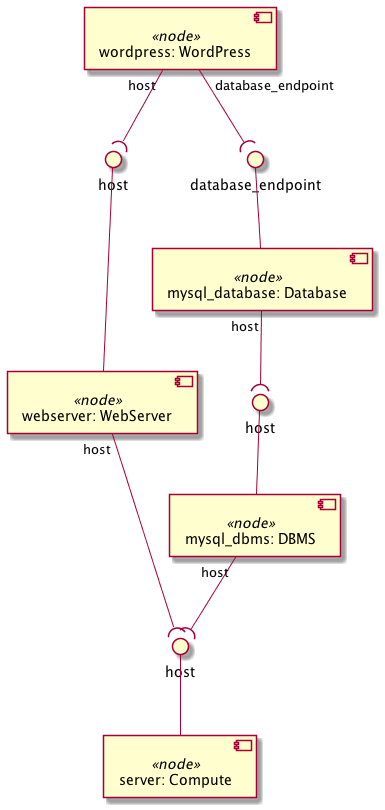 «node»
wordpress: WordPress
host
database_endpoint
host
database_endpoint
«node»
mysql_database: Database
host
«node»
webserver: WebServer
host
host
«node»
mysql_dbms: DBMS
host
host
«node»
server: Compute